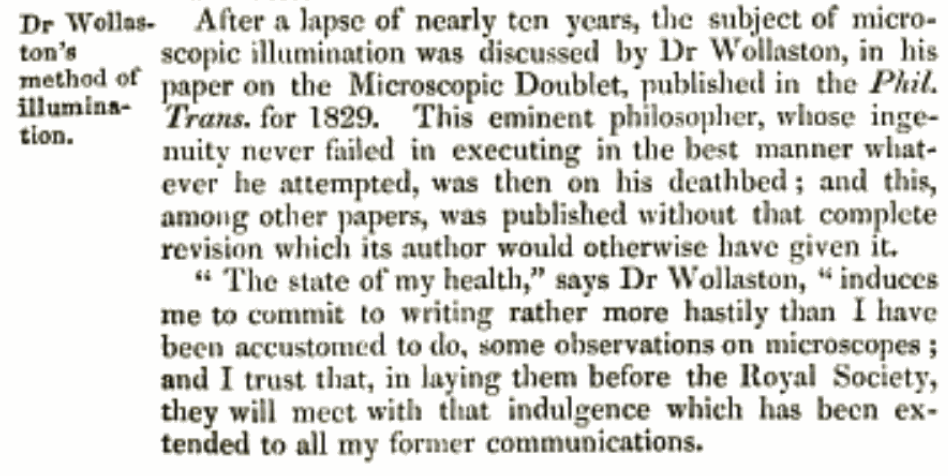 Dr Wollas-
ton's
method of
illumina-
tion.
After a lapse of nearly ten years, the subject of micro-
scopic illumination was discussed by Dr Wollaston, in his
paper on the Microscopic Doublet, published in the Phil.
Trans. for 1829. This eminent philosopher, whose inge-
nuity never failed in executing in the best manner what-
ever he attempted, was then on his deathbed; and this,
among other papers, was published without that complete
revision which its author would otherwise have given it.
" The state of my health," says Dr Wollaston, " induces
me to commit to writing rather more hastily than I have
been accustomed to do, some observations on microscopes;
and I trust that, in laying them before the Royal Society,
they will meet with that indulgence which has been ex-
tended to all my former communications.